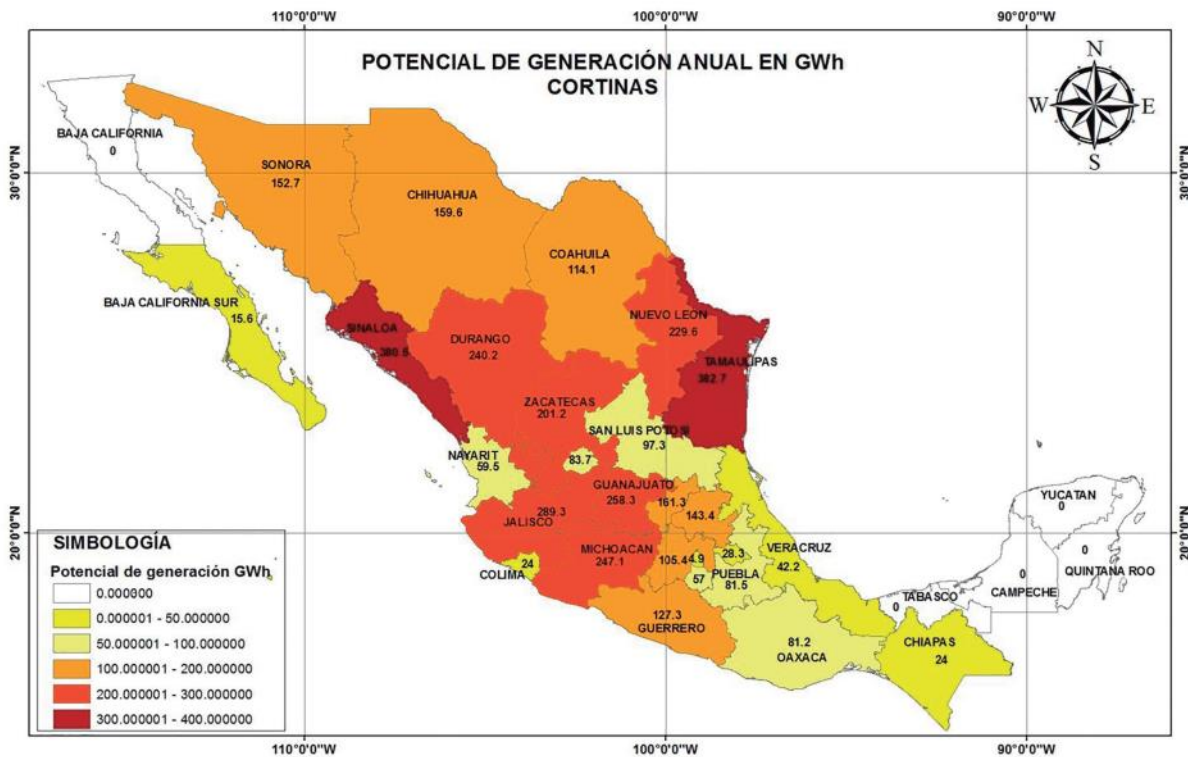 110°0'0"W
100°0'0"W
90°0'0"W
POTENCIAL DE GENERACIÓN ANUAL EN GWh
CORTINAS
N
W
E
S
30°0'0"N
30°0'0"N
20°0'0"N
20°0'0"N
BAJA CALIFORNIA
0
SONORA
152.7
CHIHUAHUA
159.6
COAHUILA
114.1
BAJA CALIFORNIA SUR
15.6
SINALOA
DURANGO
240.2
NUEVO LEON
229.6
TAMAULIPAS
382.7
ZACATECAS
201.2
SAN LUIS POTOSI
97.3
NAYARIT
59.5
83.7
GUANAJUATO
258.3
161.3
143.4
289.3
JALISCO
MICHOACAN
247.1
105.4
4.9
28.3
VERACRUZ
42.2
24
COLIMA
57
PUEBLA
81.5
127.3
GUERRERO
81.2
OAXACA
YUCATAN
0
0
QUINTANA ROO
0
CAMPECHE
TABASCO
0
CHIAPAS
24
SIMBOLOGÍA
Potencial de generación GWh
0.000000
0.000001 - 50.000000
50.000001 - 100.000000
100.000001 - 200.000000
200.000001 - 300.000000
300.000001 - 400.000000
110°0'0"W
100°0'0"W
90°0'0"W